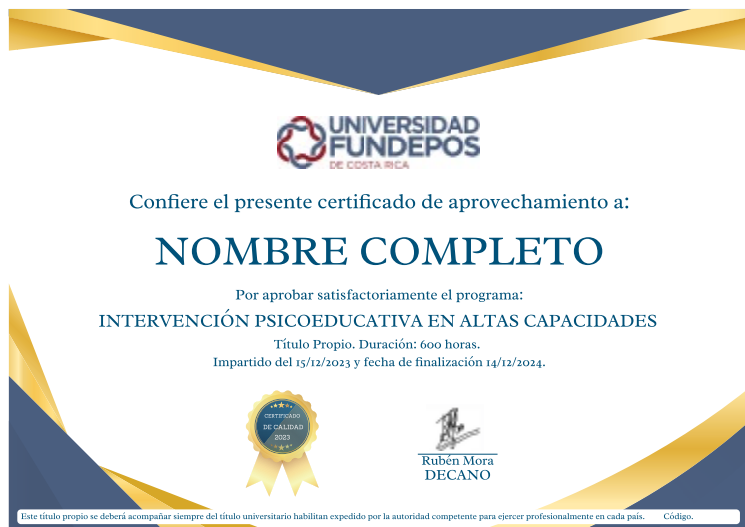 UNIVERSIDAD
FUNDEPOS
DE COSTA RICA
Confiere el presente certificado de aprovechamiento a:
NOMBRE COMPLETO
Por aprobar satisfactoriamente el programa:
INTERVENCIÓN PSICOEDUCATIVA EN ALTAS CAPACIDADES
Título Propio. Duración: 600 horas.
Impartido del 15/12/2023 y fecha de finalización 14/12/2024.
CERTIFICADO
DE CALIDAD
2023
Rubén Mora
DECANO
Este título propio se deberá acompañar siempre del título universitario habilitan expedido por la autoridad competente para ejercer profesionalmente en cada país. Código.